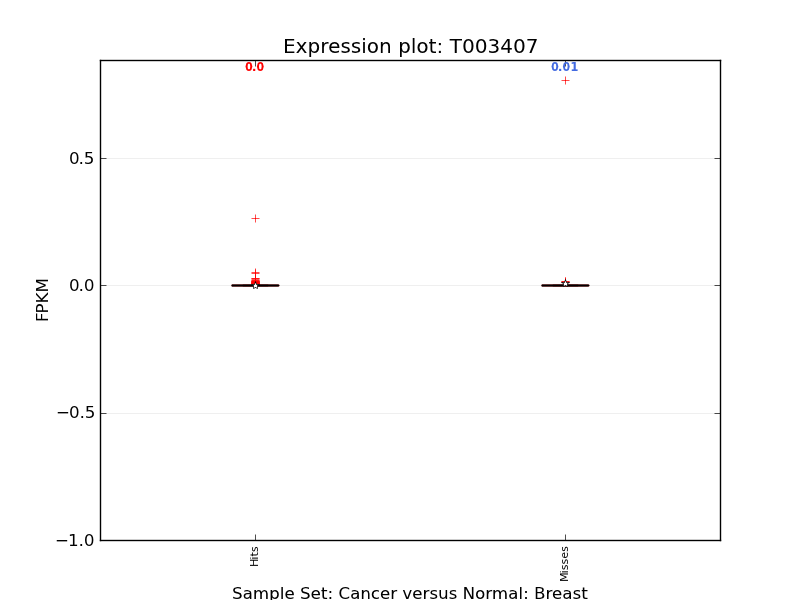 Expression plot: T003407
0.0
0.01
0.5
0.0
−0.5
−1.0
FPKM
Hits
Misses
Sample Set: Cancer versus Normal: Breast